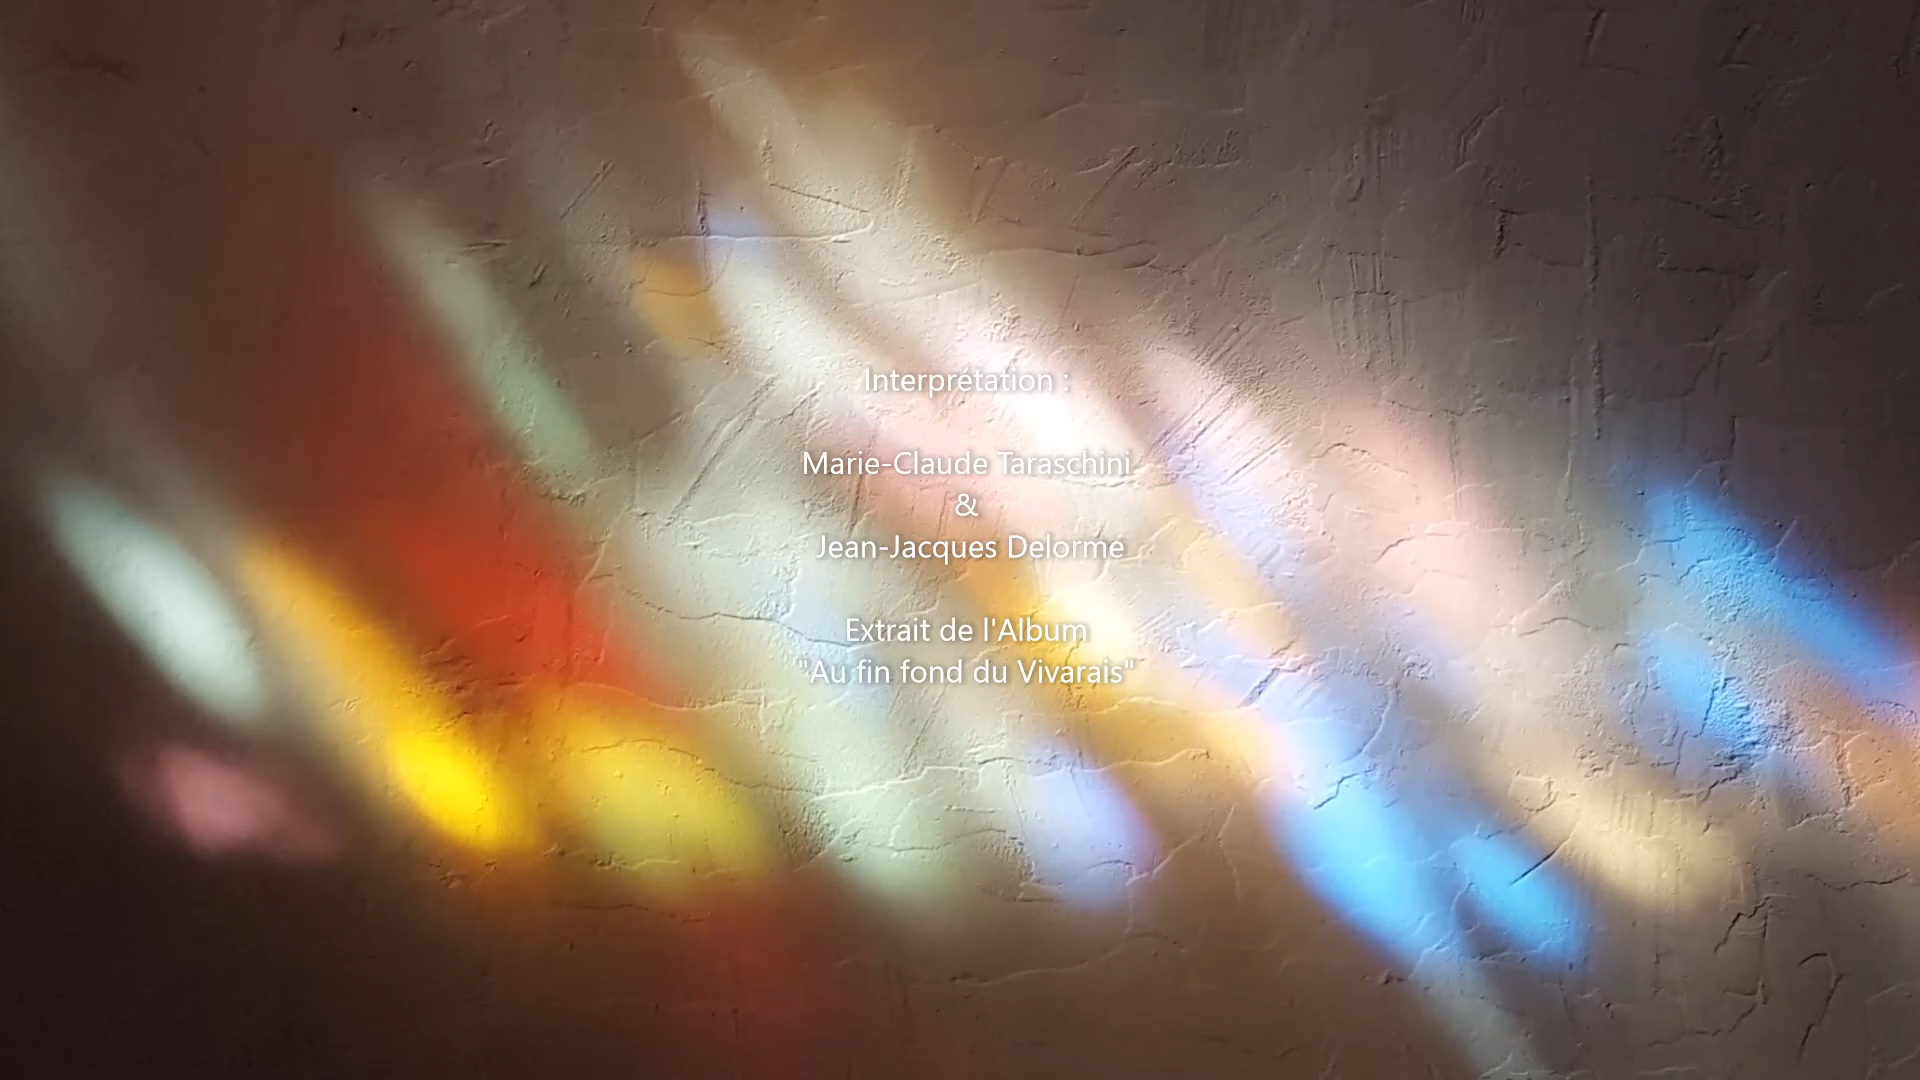 Interprétation :
Marie-Claude Taraschini
&
Jean-Jacques Delorme
Extrait de l'Album
"Au fin fond du Vivarais"